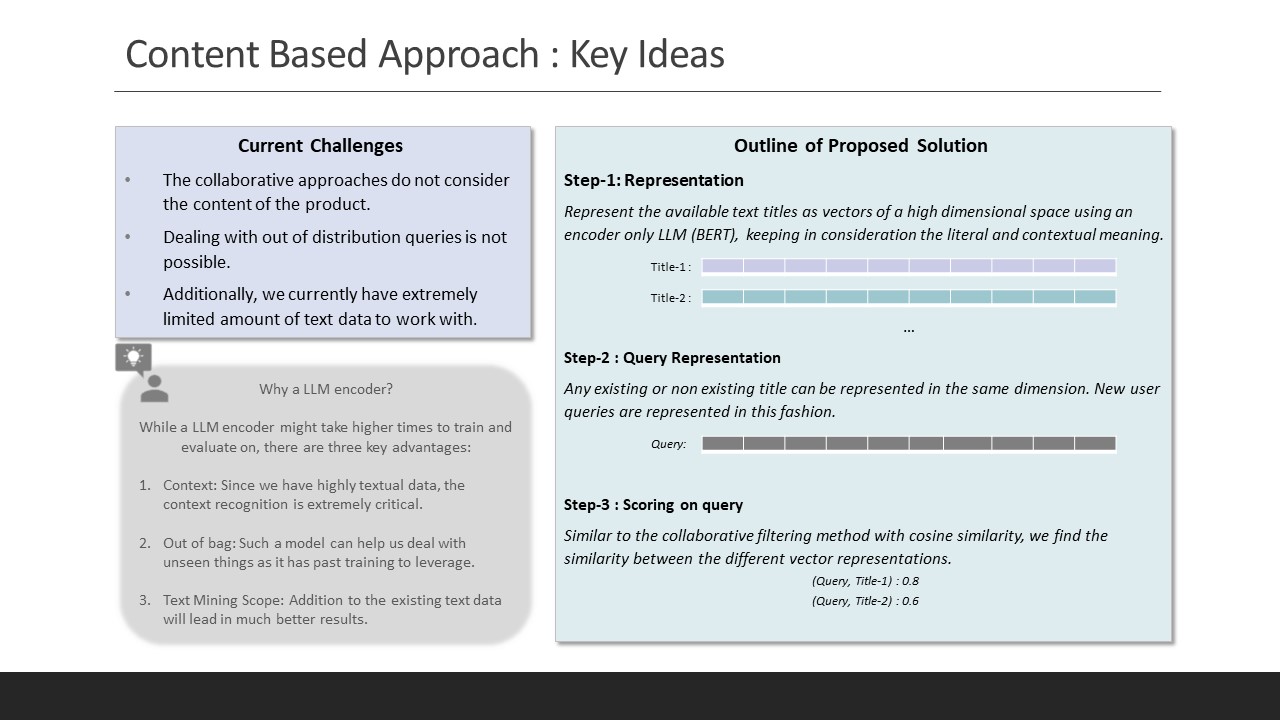 Content Based Approach : Key Ideas
Current Challenges
• The collaborative approaches do not consider
the content of the product.
• Dealing with out of distribution queries is not
possible.
• Additionally, we currently have extremely
limited amount of text data to work with.
Why a LLM encoder?
While a LLM encoder might take higher times to train and
evaluate on, there are three key advantages:
1. Context: Since we have highly textual data, the
context recognition is extremely critical.
2. Out of bag: Such a model can help us deal with
unseen things as it has past training to leverage.
3. Text Mining Scope: Addition to the existing text data
will lead in much better results.
Outline of Proposed Solution
Step-1: Representation
Represent the available text titles as vectors of a high dimensional space using an
encoder only LLM (BERT), keeping in consideration the literal and contextual meaning.
Title-1 :
Title-2 :
...
Step-2 : Query Representation
Any existing or non existing title can be represented in the same dimension. New user
queries are represented in this fashion.
Query:
Step-3 : Scoring on query
Similar to the collaborative filtering method with cosine similarity, we find the
similarity between the different vector representations.
(Query, Title-1) : 0.8
(Query, Title-2) : 0.6